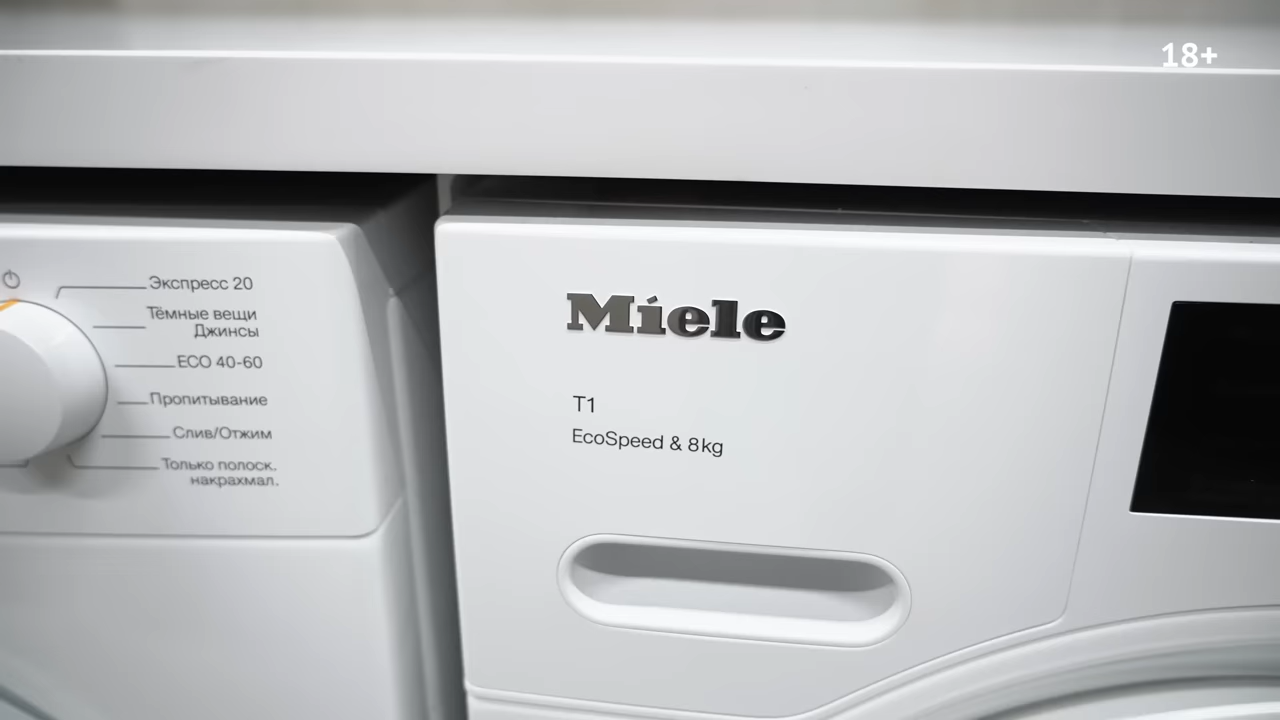 18+
Экспресс 20
Тёмные вещи
Джинсы
ECO 40-60
Пропитывание
Слив/Отжим
Только полоск.
накрахмал.
Miele
T1
EcoSpeed & 8kg